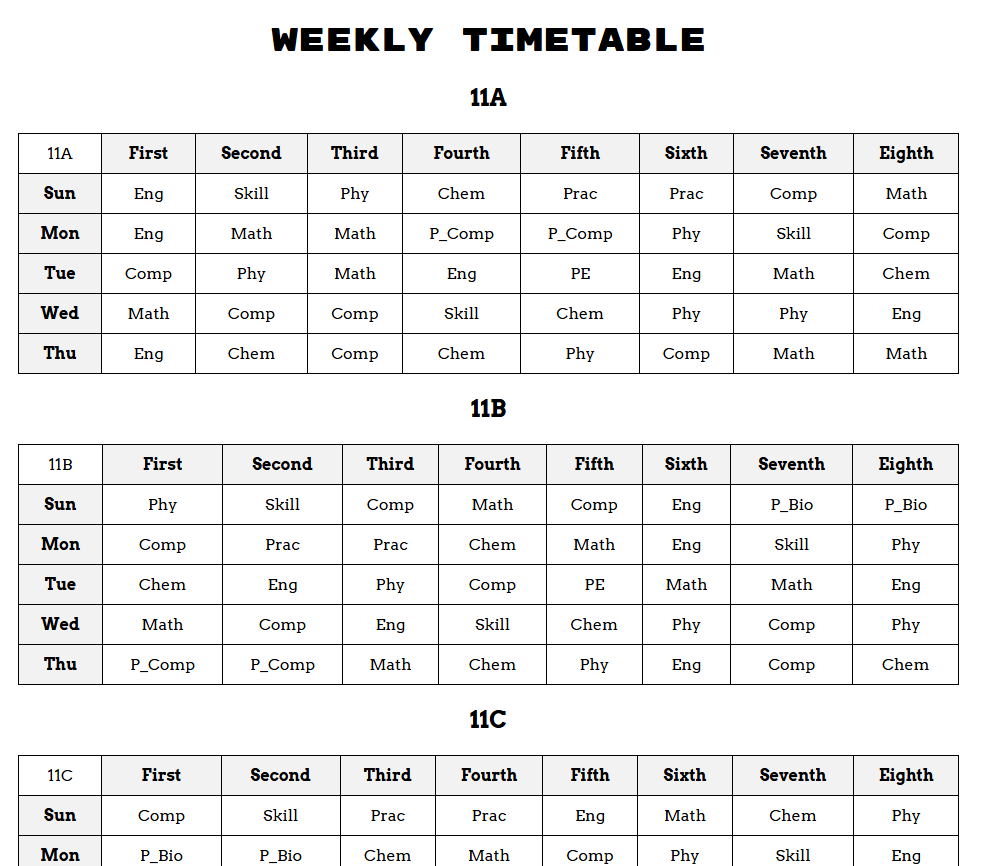 WEEKLY TIMETABLE
11A
11A First Second Third Fourth Fifth Sixth Seventh Eighth
Sun Eng Skill Phy Chem Prac Prac Comp Math
Mon Eng Math Math P_Comp P_Comp Phy Skill Comp
Tue Comp Phy Math Eng PE Eng Math Chem
Wed Math Comp Comp Skill Chem Phy Phy Eng
Thu Eng Chem Comp Chem Phy Comp Math Math
11B
11B First Second Third Fourth Fifth Sixth Seventh Eighth
Sun Phy Skill Comp Math Comp Eng P_Bio P_Bio
Mon Comp Prac Prac Chem Math Eng Skill Phy
Tue Chem Eng Phy Comp PE Math Math Eng
Wed Math Comp Eng Skill Chem Phy Comp Phy
Thu P_Comp P_Comp Math Chem Phy Eng Comp Chem
11C
11C First Second Third Fourth Fifth Sixth Seventh Eighth
Sun Comp Skill Prac Prac Eng Math Chem Phy
Mon P_Bio P_Bio Chem Math Comp Phy Skill Eng